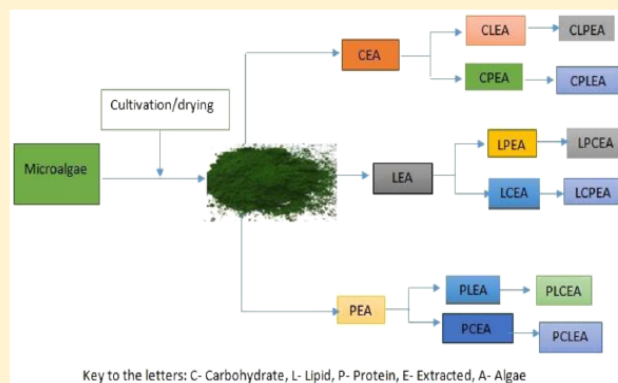 CLEA
CLPEA
CEA
CPEA
CPLEA
Cultivation/drying
Microalgae
LPEA
LPCEA
LEA
LCEA
LCPEA
PLEA
PLCEA
PEA
PCEA
PCLEA
Key to the letters: C- Carbohydrate, L- Lipid, P- Protein, E- Extracted, A- Algae